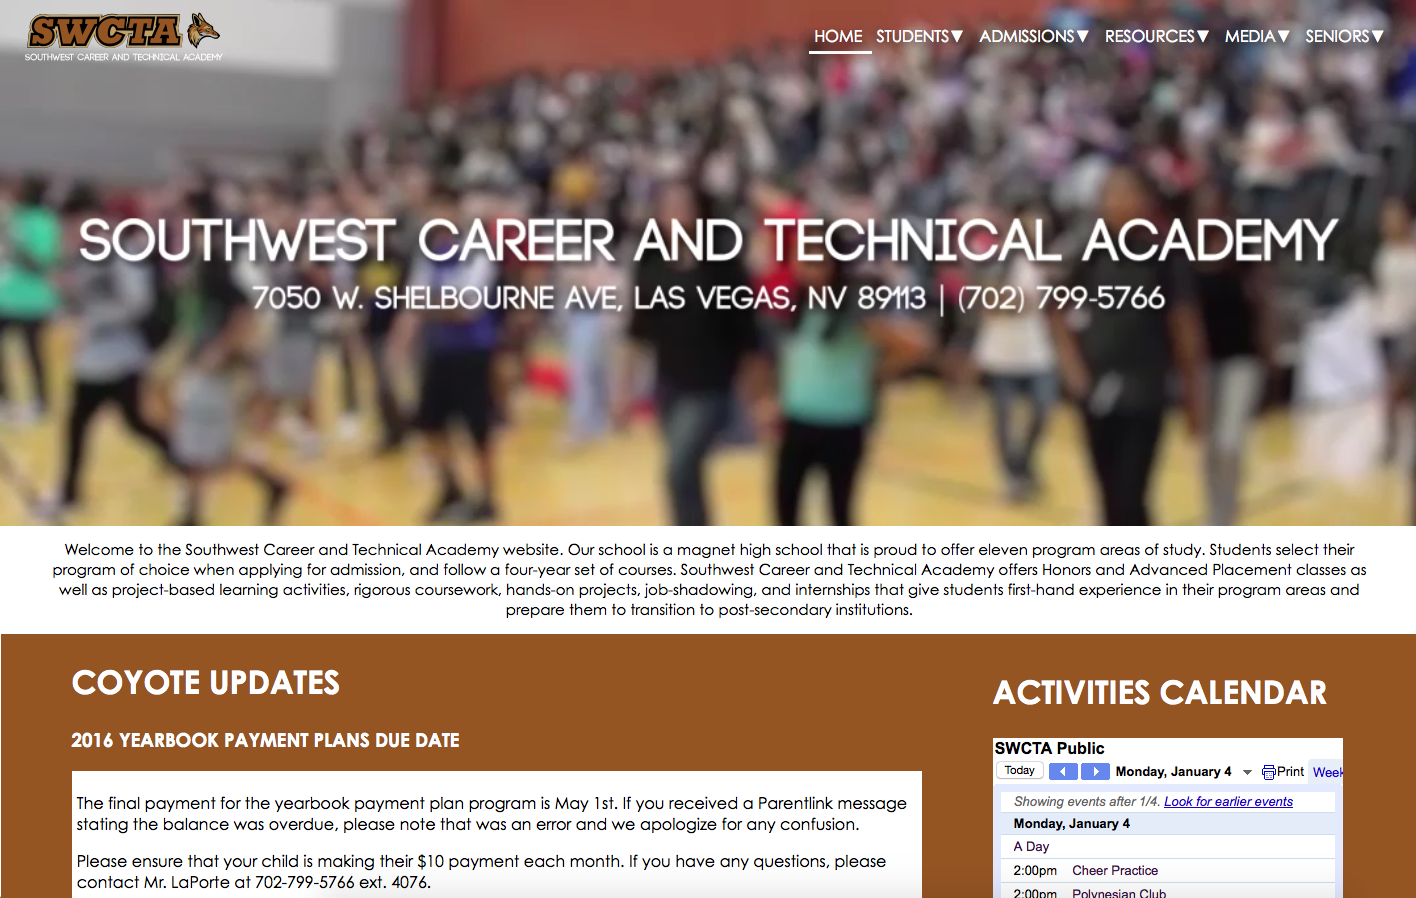 SWCTA
SOUTHWEST CAREER AND TECHNICAL ACADEMY
HOME STUDENTS▼ ADMISSIONS▼ RESOURCES▼ MEDIA▼ SENIORS▼
SOUTHWEST CAREER AND TECHNICAL ACADEMY
7050 W. SHELBOURNE AVE, LAS VEGAS, NV 89113 | (702) 799-5766
Welcome to the Southwest Career and Technical Academy website. Our school is a magnet high school that is proud to offer eleven program areas of study. Students select their
program of choice when applying for admission, and follow a four-year set of courses. Southwest Career and Technical Academy offers Honors and Advanced Placement classes as
well as project-based learning activities, rigorous coursework, hands-on projects, job-shadowing, and internships that give students first-hand experience in their program areas and
prepare them to transition to post-secondary institutions.
COYOTE UPDATES
2016 YEARBOOK PAYMENT PLANS DUE DATE
The final payment for the yearbook payment plan program is May 1st. If you received a Parentlink message
stating the balance was overdue, please note that was an error and we apologize for any confusion.
Please ensure that your child is making their $10 payment each month. If you have any questions, please
contact Mr. LaPorte at 702-799-5766 ext. 4076.
ACTIVITIES CALENDAR
SWCTA Public
Today Monday, January 4 Print Week
Showing events after 1/4. Look for earlier events
Monday, January 4
A Day
2:00pm Cheer Practice
2:00pm Polynesian Club